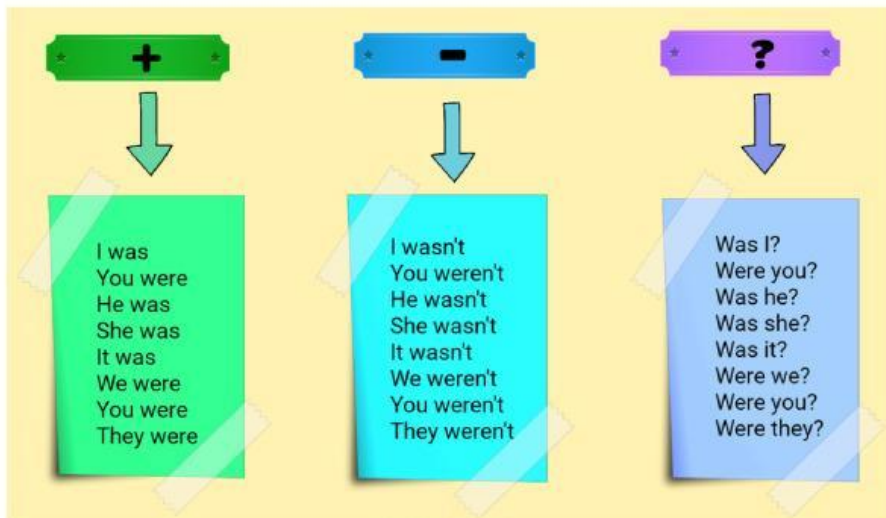 +
I was
You were
He was
She was
It was
We were
You were
They were
-
I wasn't
You weren't
He wasn't
She wasn't
It wasn't
We weren't
You weren't
They weren't
?
Was I?
Were you?
Was he?
Was she?
Was it?
Were we?
Were you?
Were they?